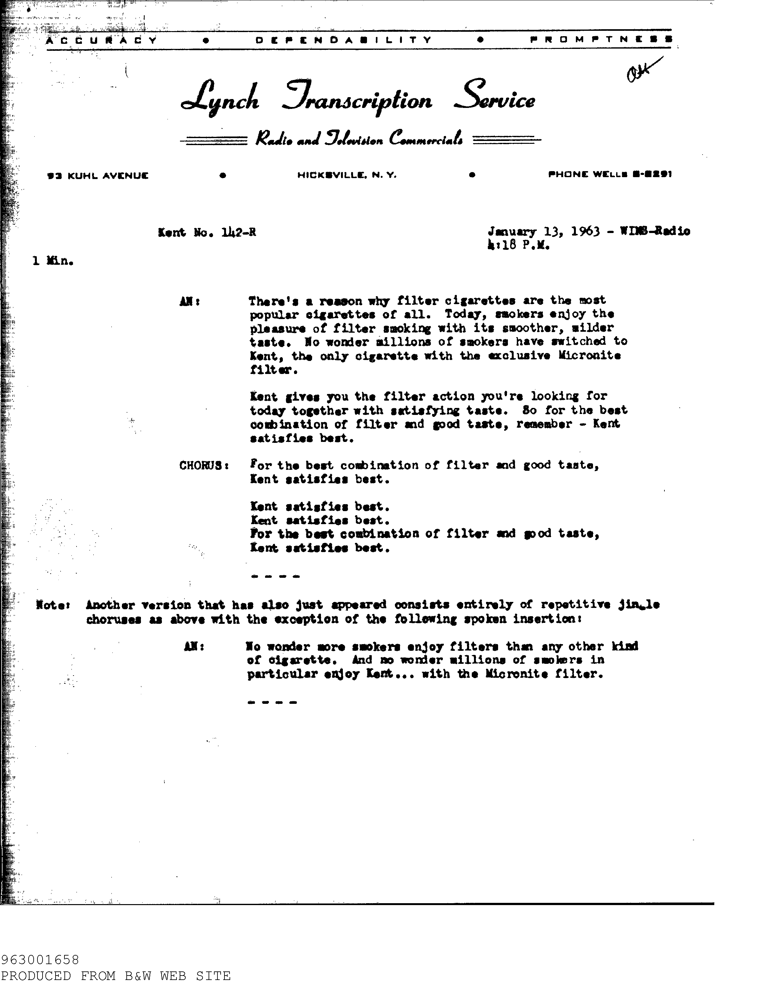 ACCURACY • DEPENDABILITY • PROMPTNESS
Lynch Transcription Service
Radio and Television Commercials
93 KUHL AVENUE • HICKSVILLE, N. Y. • PHONE WELLS 5-5291
Kent No. 142-R January 13, 1963 - WINS-Radio
4:18 P.M.
1 Min.
AN: There's a reason why filter cigarettes are the most
popular cigarettes of all. Today, smokers enjoy the
pleasure of filter smoking with its smoother, milder
taste. No wonder millions of smokers have switched to
Kent, the only cigarette with the exclusive Micronite
filter.
Kent gives you the filter action you're looking for
today together with satisfying taste. So for the best
combination of filter and good taste, remember - Kent
satisfies best.
CHORUS: For the best combination of filter and good taste,
Kent satisfies best.
Kent satisfies best.
Kent satisfies best.
For the best combination of filter and good taste,
Kent satisfies best.
- - - -
Note: Another version that has also just appeared consists entirely of repetitive jingle
choruses as above with the exception of the following spoken insertion:
AN: No wonder more smokers enjoy filters than any other kind
of cigarette. And no wonder millions of smokers in
particular enjoy Kent... with the Micronite filter.
- - - -
963001658
PRODUCED FROM B&W WEB SITE